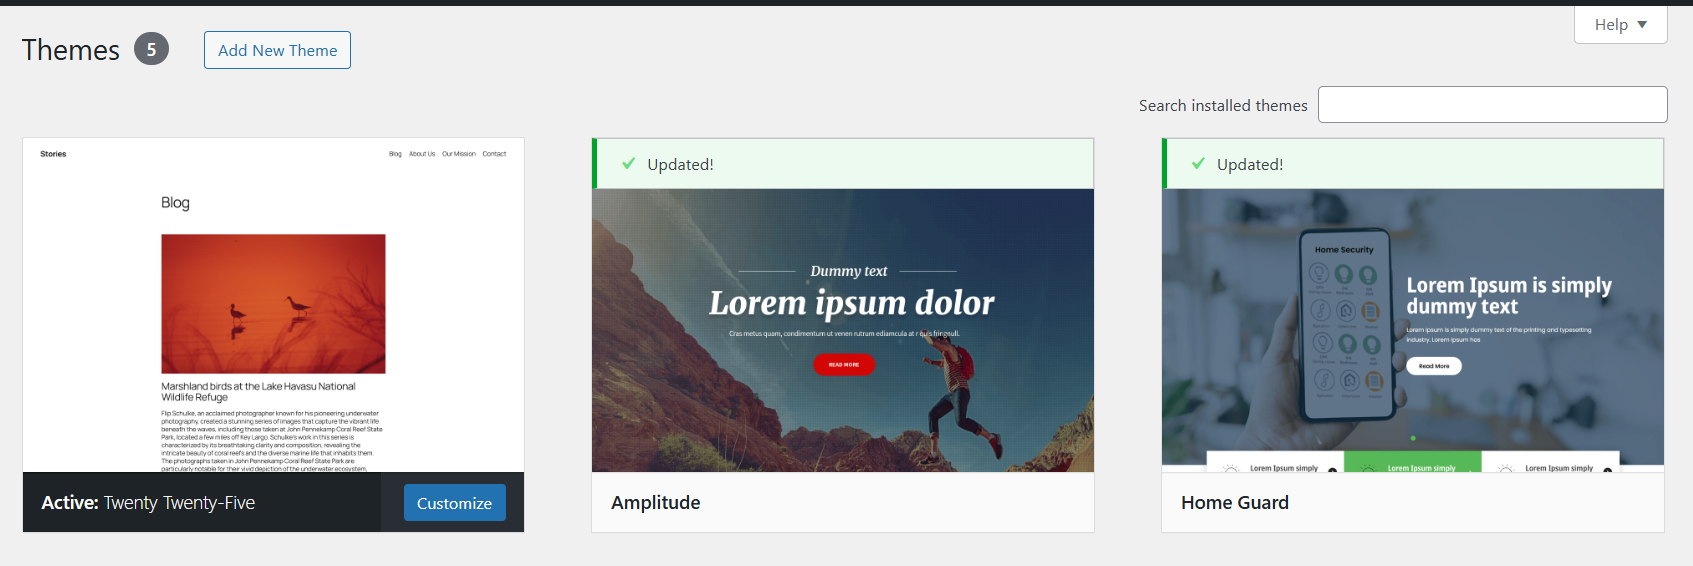 Help
Themes 5 Add New Theme
Search installed themes
Stories Blog About Us Our Mission Contact
Blog
Marshland birds at the Lake Havasu National
Wildlife Refuge
Flip Schulke, an acclaimed photographer known for his pioneering underwater
photography, created a stunning series of images that capture the vibrant life
beneath the waves, including those taken at John Pennekamp Coral Reef State
Park, located a few miles off Key Largo. Schulke's work in this series is
characterized by its breathtaking clarity and composition, revealing the
intricate beauty of coral reefs and the diverse marine life that inhabits them.
The photographs taken in John Pennekamp Coral Reef State Park are
particularly notable for their vivid depiction of the underwater ecosystem,
Active: Twenty Twenty-Five Customize
Updated!
Dummy text
Lorem ipsum dolor
Cras metus quam, condimentum ut venen rutrum ediamcula at r quis fringnull.
READ MORE
Amplitude
Updated!
Home Security
Lorem Ipsum is simply
dummy text
Lorem Ipsum is simply dummy text of the printing and typesetting
industry. Lorem Ipsum has
Read More
Lorem Ipsum simply Lorem Ipsum simply Lorem Ipsum simply
Home Guard